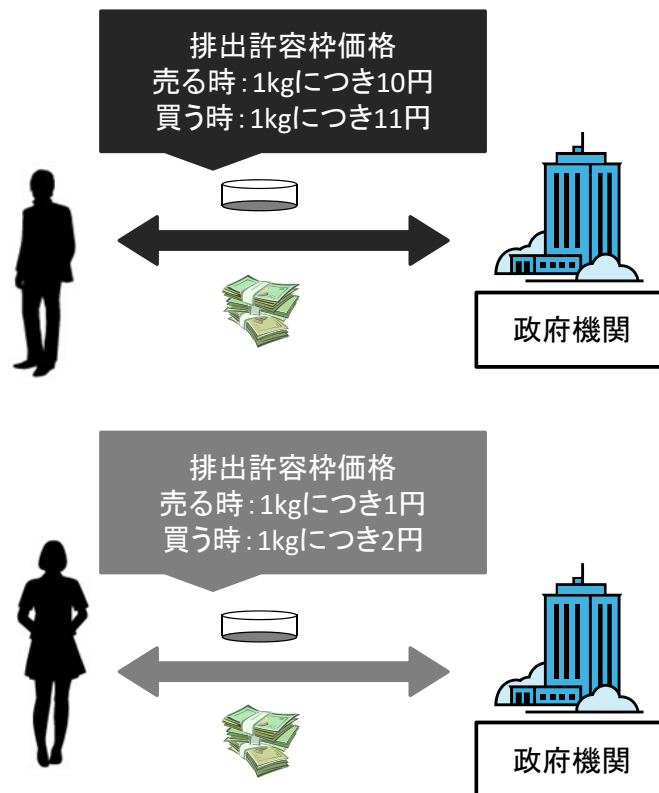 排出許容枠価格
売る時：1kgにつき10円
買う時：1kgにつき11円
政府機関
排出許容枠価格
売る時：1kgにつき1円
買う時：1kgにつき2円
政府機関